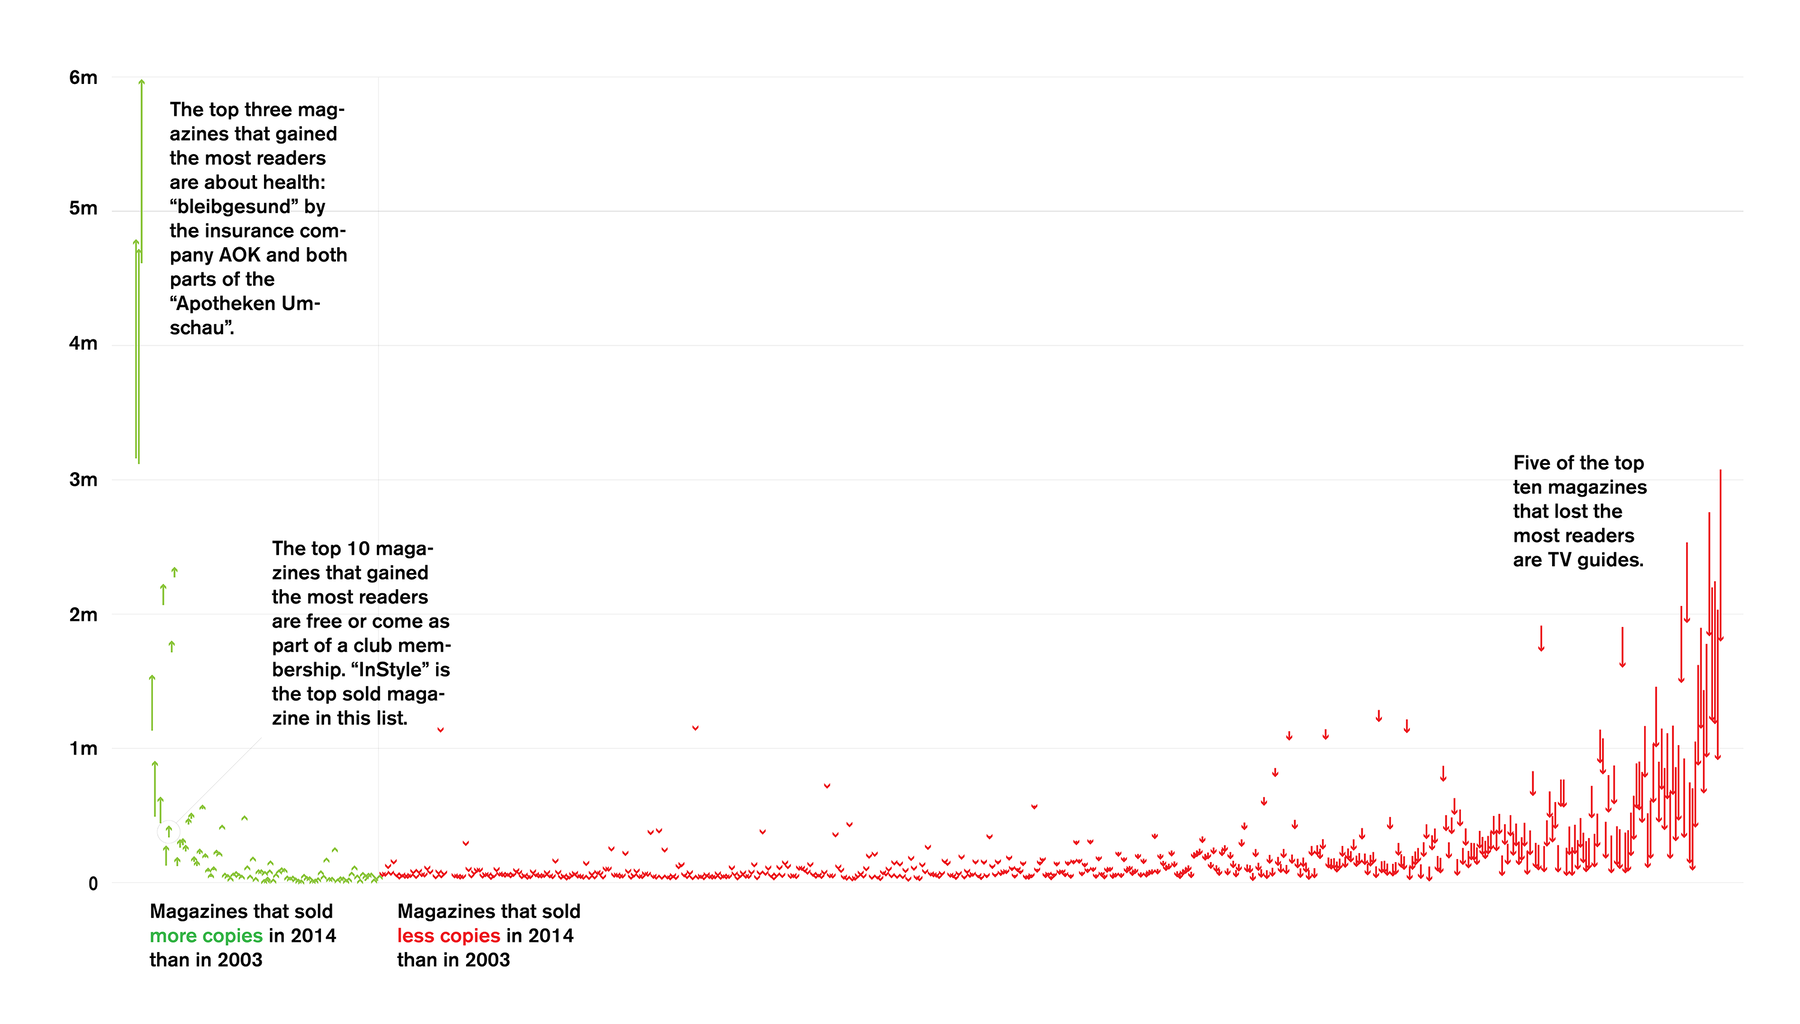 6m
The top three mag-
azines that gained
the most readers
are about health:
“bleibgesund” by
the insurance com-
pany AOK and both
parts of the
“Apotheken Um-
schau”.
5m
4m
3m
Five of the top
ten magazines
that lost the
most readers
are TV guides.
The top 10 maga-
zines that gained
the most readers
are free or come as
part of a club mem-
bership. “InStyle” is
the top sold maga-
zine in this list.
2m
1m
0
Magazines that sold
more copies in 2014
than in 2003
Magazines that sold
less copies in 2014
than in 2003